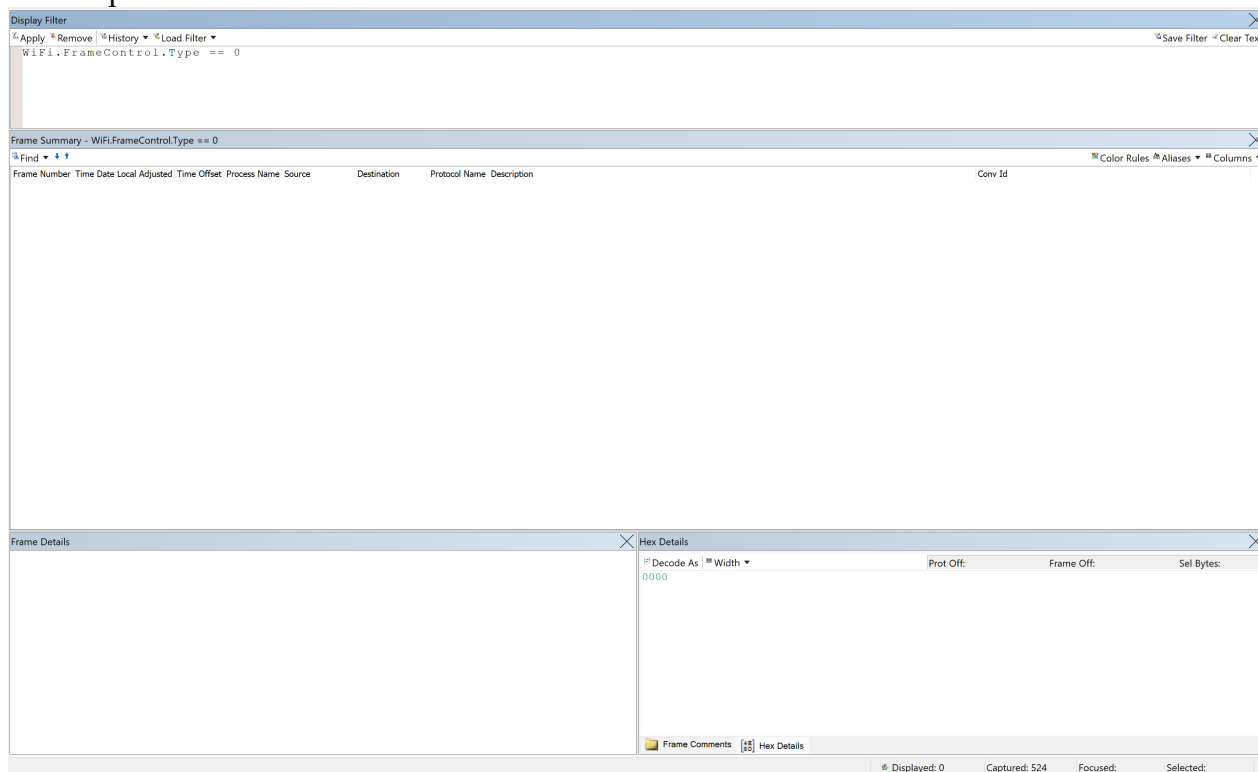 Display Filter
Apply Remove History Load Filter Save Filter Clear Tex
WiFi.FrameControl.Type == 0
Frame Summary - WiFi.FrameControl.Type == 0
Find Color Rules Aliases Columns
Frame Number Time Date Local Adjusted Time Offset Process Name Source Destination Protocol Name Description Conv Id
Frame Details
Hex Details
Decode As Width Prot Off: Frame Off: Sel Bytes:
0000
Frame Comments Hex Details
Displayed: 0 Captured: 524 Focused: Selected: